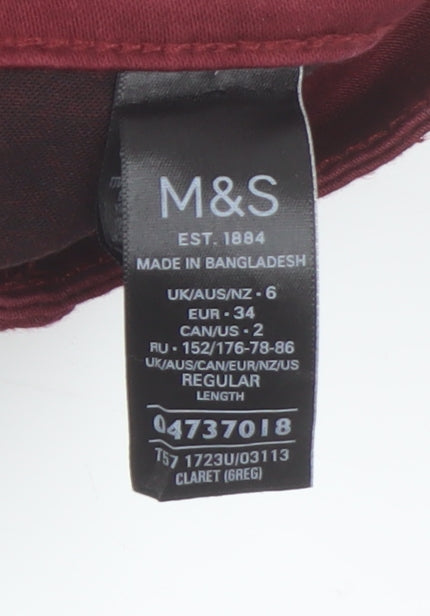 M&S
EST. 1884
MADE IN BANGLADESH
UK/AUS/NZ • 6
EUR • 34
CAN/US • 2
RU • 152/176-78-86
UK/AUS/CAN/EUR/NZ/US
REGULAR
LENGTH
04737018
T57 1723U/03113
CLARET (6REG)